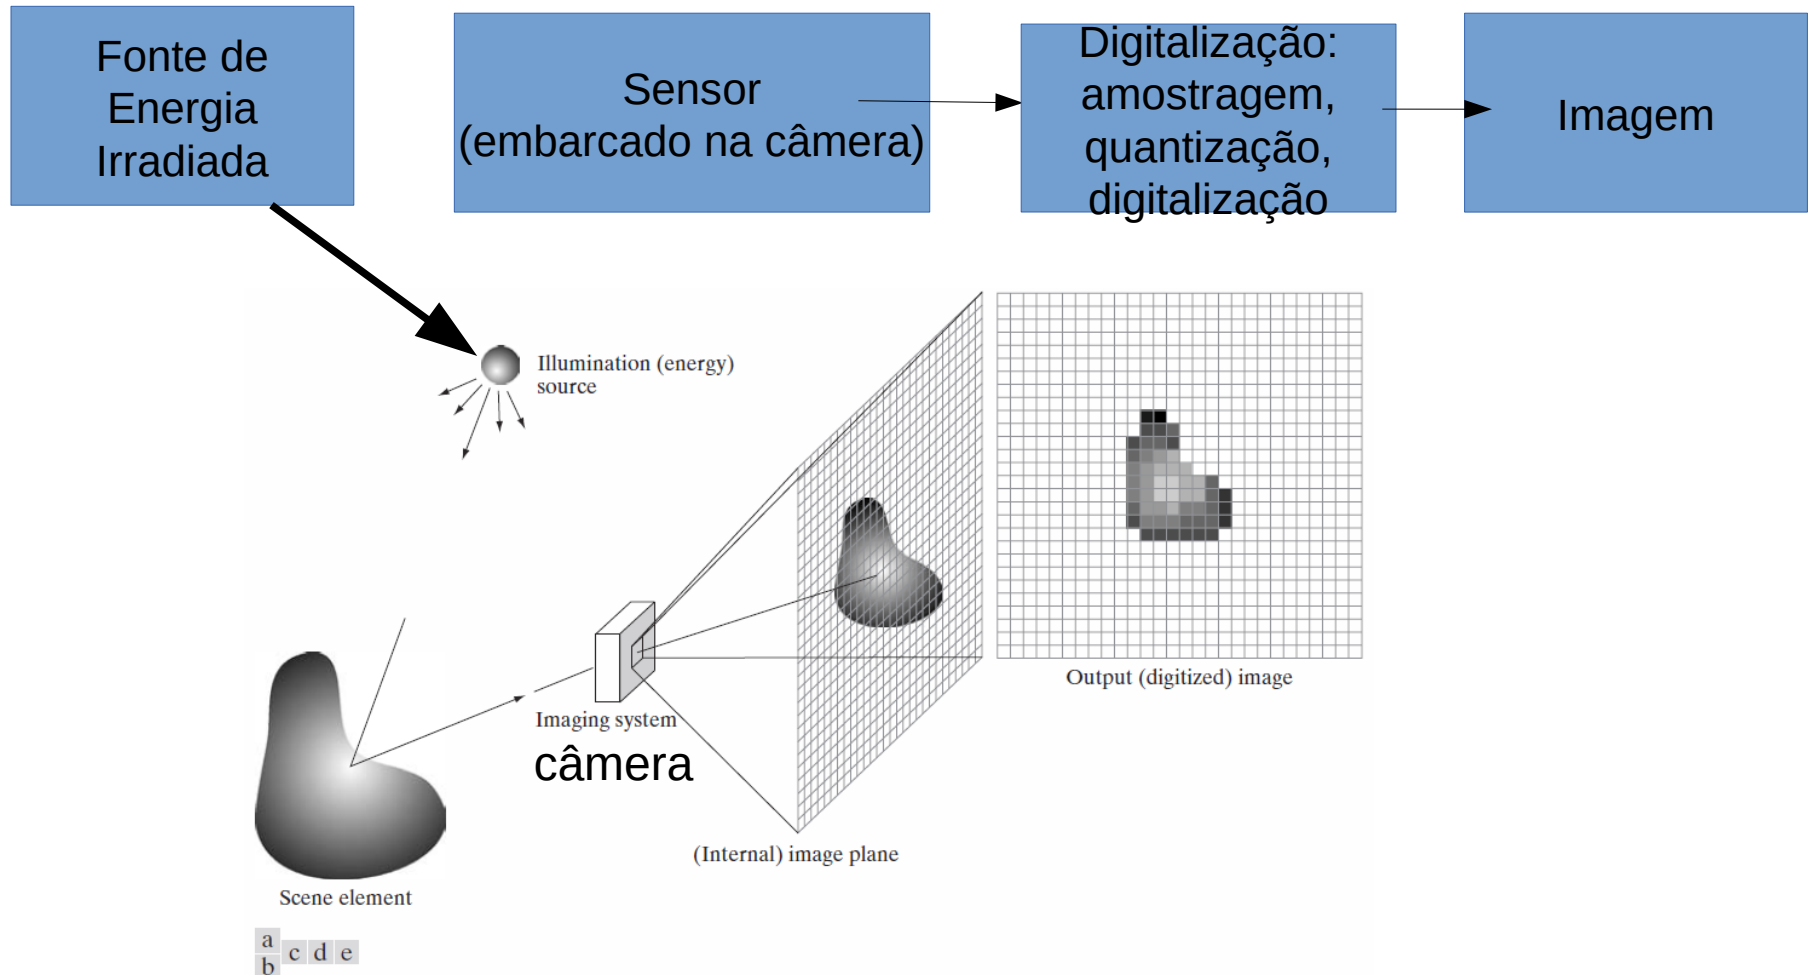 Fonte de
Energia
Irradiada
Sensor
(embarcado na câmera)
Digitalização:
amostragem,
quantização,
digitalização
Imagem
Illumination (energy)
source
Output (digitized) image
Imaging system
câmera
(Internal) image plane
Scene element
a
b
c d e